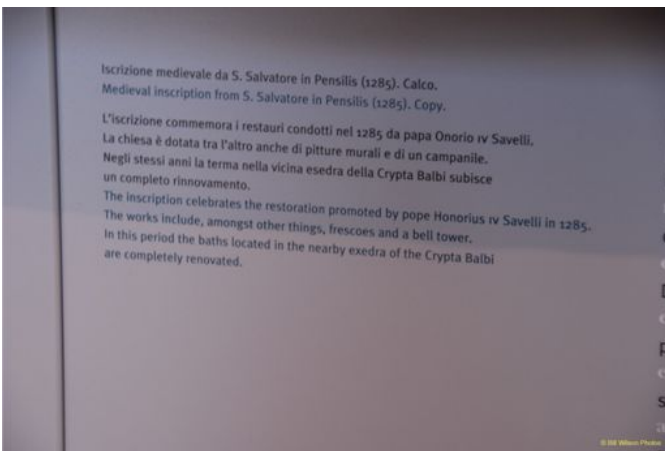 Iscrizione medievale da S. Salvatore in Pensilis (1285). Calco.
Medieval inscription from S. Salvatore in Pensilis (1285). Copy.
L'iscrizione commemora i restauri condotti nel 1285 da papa Onorio IV Savelli.
La chiesa è dotata tra l'altro anche di pitture murali e di un campanile.
Negli stessi anni la terma nella vicina esedra della Crypta Balbi subisce
un completo rinnovamento.
The inscription celebrates the restoration promoted by pope Honorius IV Savelli in 1285.
The works include, amongst other things, frescoes and a bell tower.
In this period the baths located in the nearby exedra of the Crypta Balbi
are completely renovated.
© Bill Wilson Photos